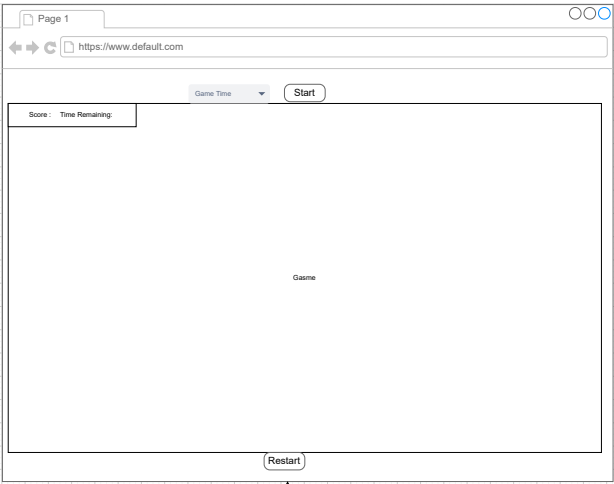 Page 1
https://www.default.com
Game Time Start
Score : Time Remaining:
Gasme
Restart